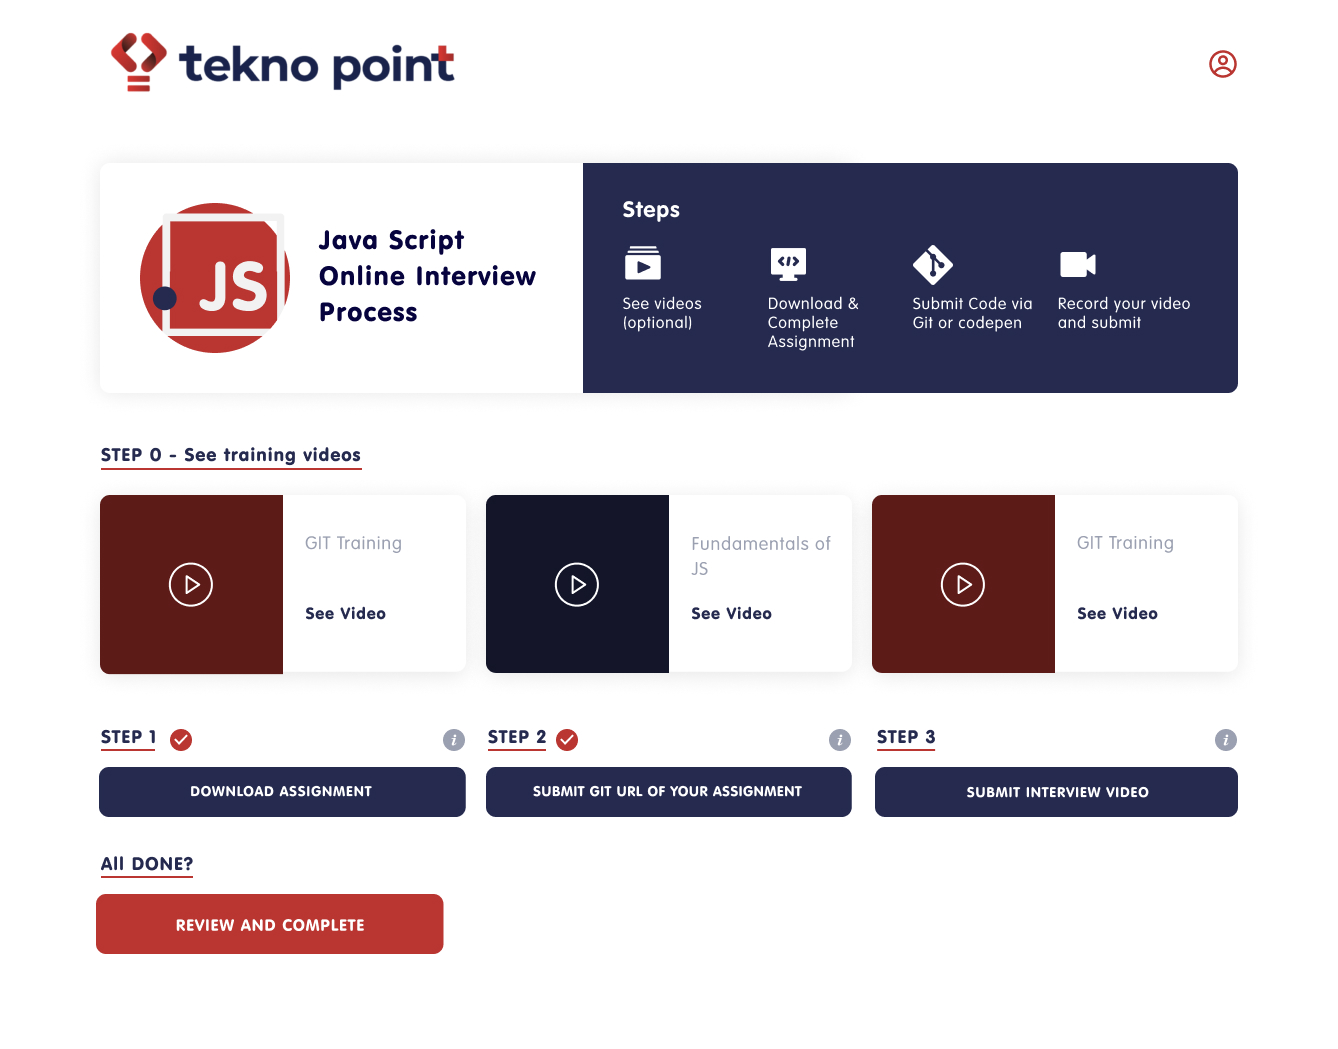 tekno point
JS
Java Script
Online Interview
Process
Steps
See videos
(optional)
Download &
Complete
Assignment
Submit Code via
Git or codepen
Record your video
and submit
STEP 0 - See training videos
GIT Training
See Video
Fundamentals of
JS
See Video
GIT Training
See Video
STEP 1
i
DOWNLOAD ASSIGNMENT
STEP 2
i
SUBMIT GIT URL OF YOUR ASSIGNMENT
STEP 3
i
SUBMIT INTERVIEW VIDEO
All DONE?
REVIEW AND COMPLETE